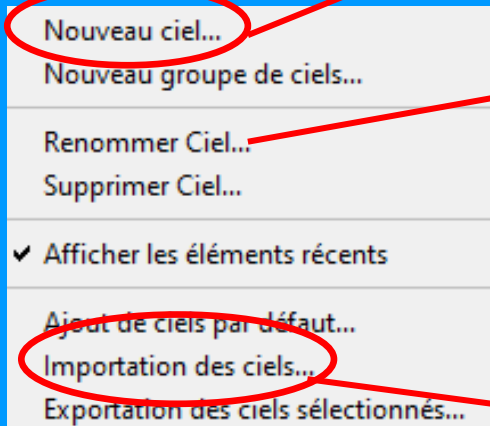 Nouveau ciel...
Nouveau groupe de ciels...
Renommer Ciel...
Supprimer Ciel...
Afficher les éléments récents
Ajout de ciels par défaut...
Importation des ciels...
Exportation des ciels sélectionnés...